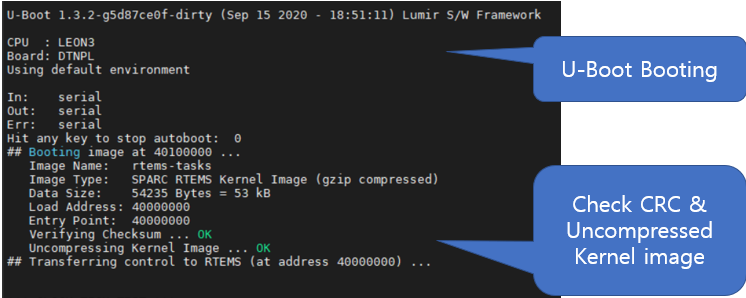 U-Boot 1.3.2-g5d87ce0f-dirty (Sep 15 2020 - 18:51:11) Lumir S/W Framework
CPU : LEON3
Board: DTNPL
Using default environment
In: serial
Out: serial
Err: serial
Hit any key to stop autoboot: 0
## Booting image at 40100000 ...
Image Name: rtems-tasks
Image Type: SPARC RTEMS Kernel Image (gzip compressed)
Data Size: 54235 Bytes = 53 kB
Load Address: 40000000
Entry Point: 40000000
Verifying Checksum ... OK
Uncompressing Kernel Image ... OK
## Transferring control to RTEMS (at address 40000000) ...
U-Boot Booting
Check CRC &
Uncompressed
Kernel image